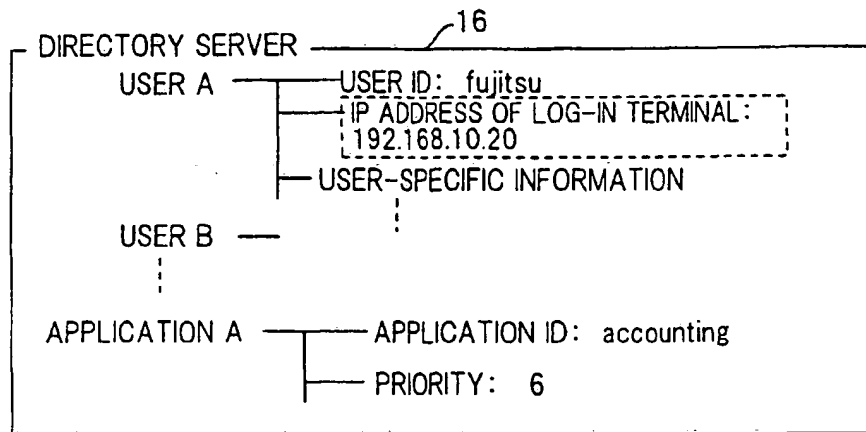 16
DIRECTORY SERVER
USER A
USER ID: fujitsu
IP ADDRESS OF LOG-IN TERMINAL:
192.168.10.20
USER-SPECIFIC INFORMATION
USER B
APPLICATION A
APPLICATION ID: accounting
PRIORITY: 6